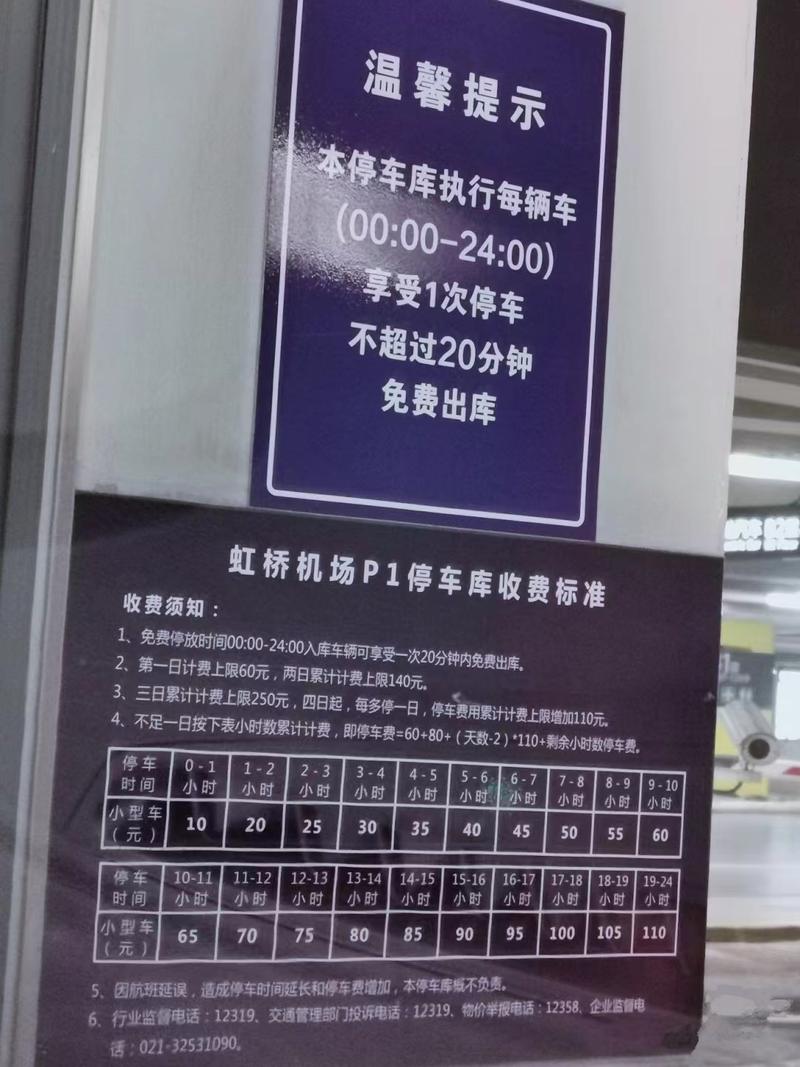 温馨提示
本停车库执行每辆车
(00:00-24:00)
享受1次停车
不超过20分钟
免费出库
虹桥机场P1停车库收费标准
收费须知：
1、免费停放时间00:00-24:00入库车辆可享受一次20分钟内免费出库。
2、第一日计费上限60元，两日累计计费上限140元。
3、三日累计计费上限250元，四日起，每多停一日，停车费用累计计费上限增加110元。
4、不足一日按下表小时数累计计费，即停车费=60+80+（天数-2）*110+剩余小时数停车费。
停车时间 0-1小时 1-2小时 2-3小时 3-4小时 4-5小时 5-6小时 6-7小时 7-8小时 8-9小时 9-10小时
小型车（元） 10 20 25 30 35 40 45 50 55 60
停车时间 10-11小时 11-12小时 12-13小时 13-14小时 14-15小时 15-16小时 16-17小时 17-18小时 18-19小时 19-24小时
小型车（元） 65 70 75 80 85 90 95 100 105 110
5、因航班延误，造成停车时间延长和停车费增加，本停车库概不负责。
6、行业监督电话：12319、交通管理部门投诉电话：12319、物价举报电话：12358、企业监督电
话：021-32531090。